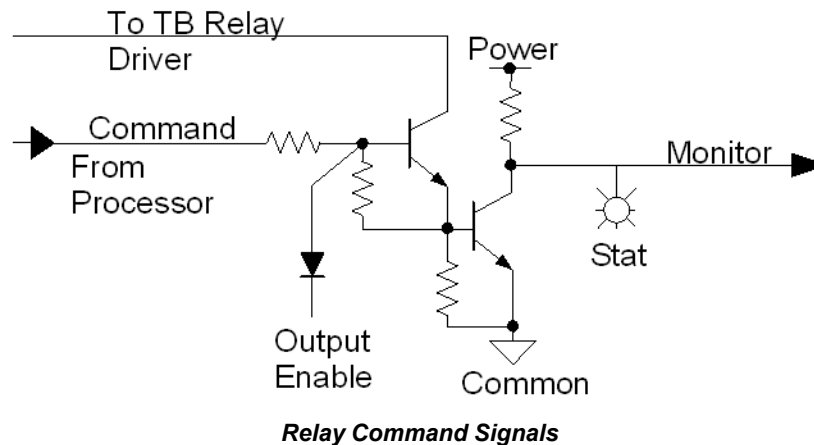 To TB Relay
Driver
Power
Command
From
Processor
Monitor
Stat
Output
Enable
Common
Relay Command Signals